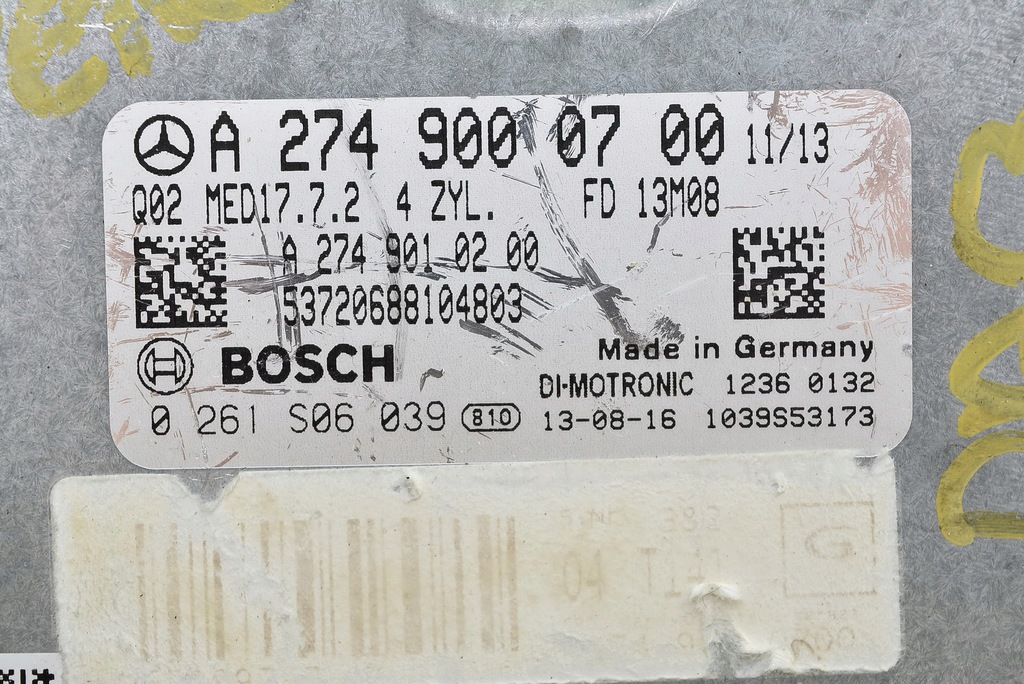 A 274 900 07 00 11/13
Q02 MED17.7.2 4 ZYL. FD 13M08
A 274 901 02 00
53720688104803
BOSCH
Made in Germany
DI-MOTRONIC 1236 0132
0 261 S06 039 810 13-08-16 1039S53173
04